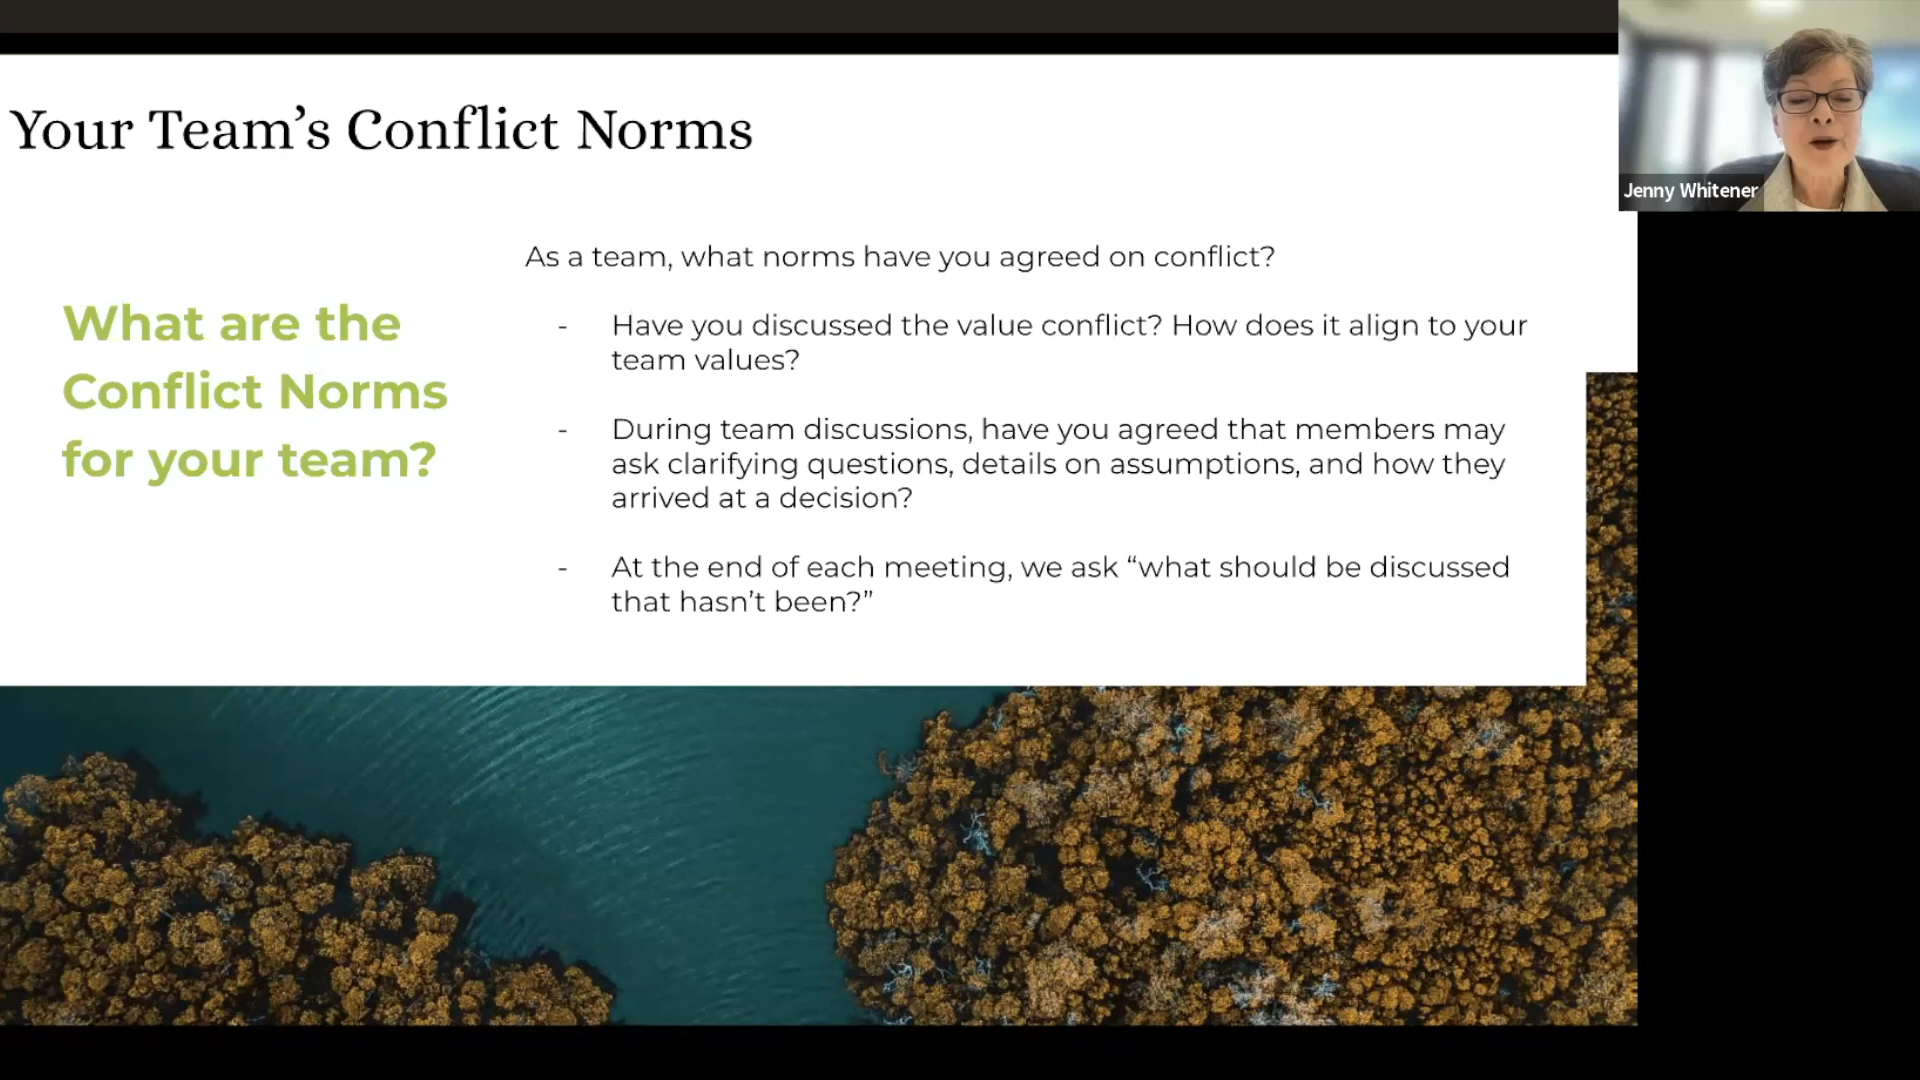 Your Team’s Conflict Norms
Jenny Whitener
What are the
Conflict Norms
for your team?
As a team, what norms have you agreed on conflict?
- Have you discussed the value conflict? How does it align to your
team values?
- During team discussions, have you agreed that members may
ask clarifying questions, details on assumptions, and how they
arrived at a decision?
- At the end of each meeting, we ask “what should be discussed
that hasn’t been?”